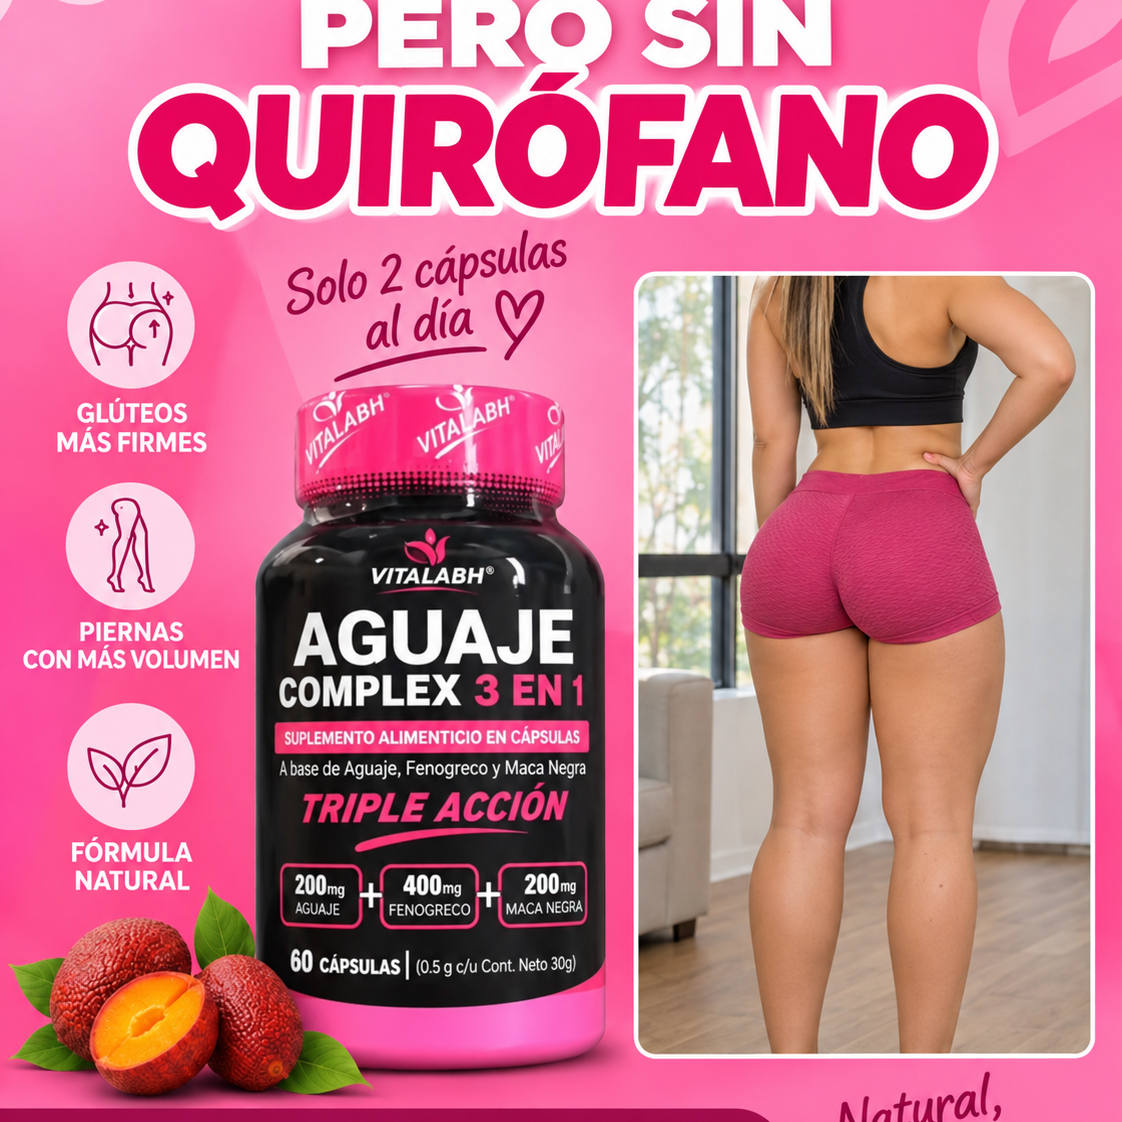 PERO SIN
QUIRÓFANO
Solo 2 cápsulas
al día
GLÚTEOS
MÁS FIRMES
PIERNAS
CON MÁS VOLUMEN
FÓRMULA
NATURAL
VITALABH®
VITALABH®
VITAL
VITALABH®
AGUAJE
COMPLEX 3 EN 1
SUPLEMENTO ALIMENTICIO EN CÁPSULAS
A base de Aguaje, Fenogreco y Maca Negra
TRIPLE ACCIÓN
200mg + 400mg + 200mg
AGUAJE FENOGRECO MACA NEGRA
60 CÁPSULAS | (0.5 g c/u Cont. Neto 30g)
Natural,